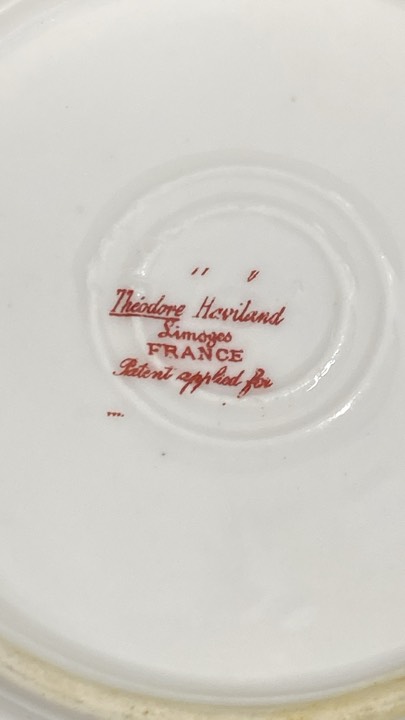 Théodore Haviland
Limoges
FRANCE
Patent applied for